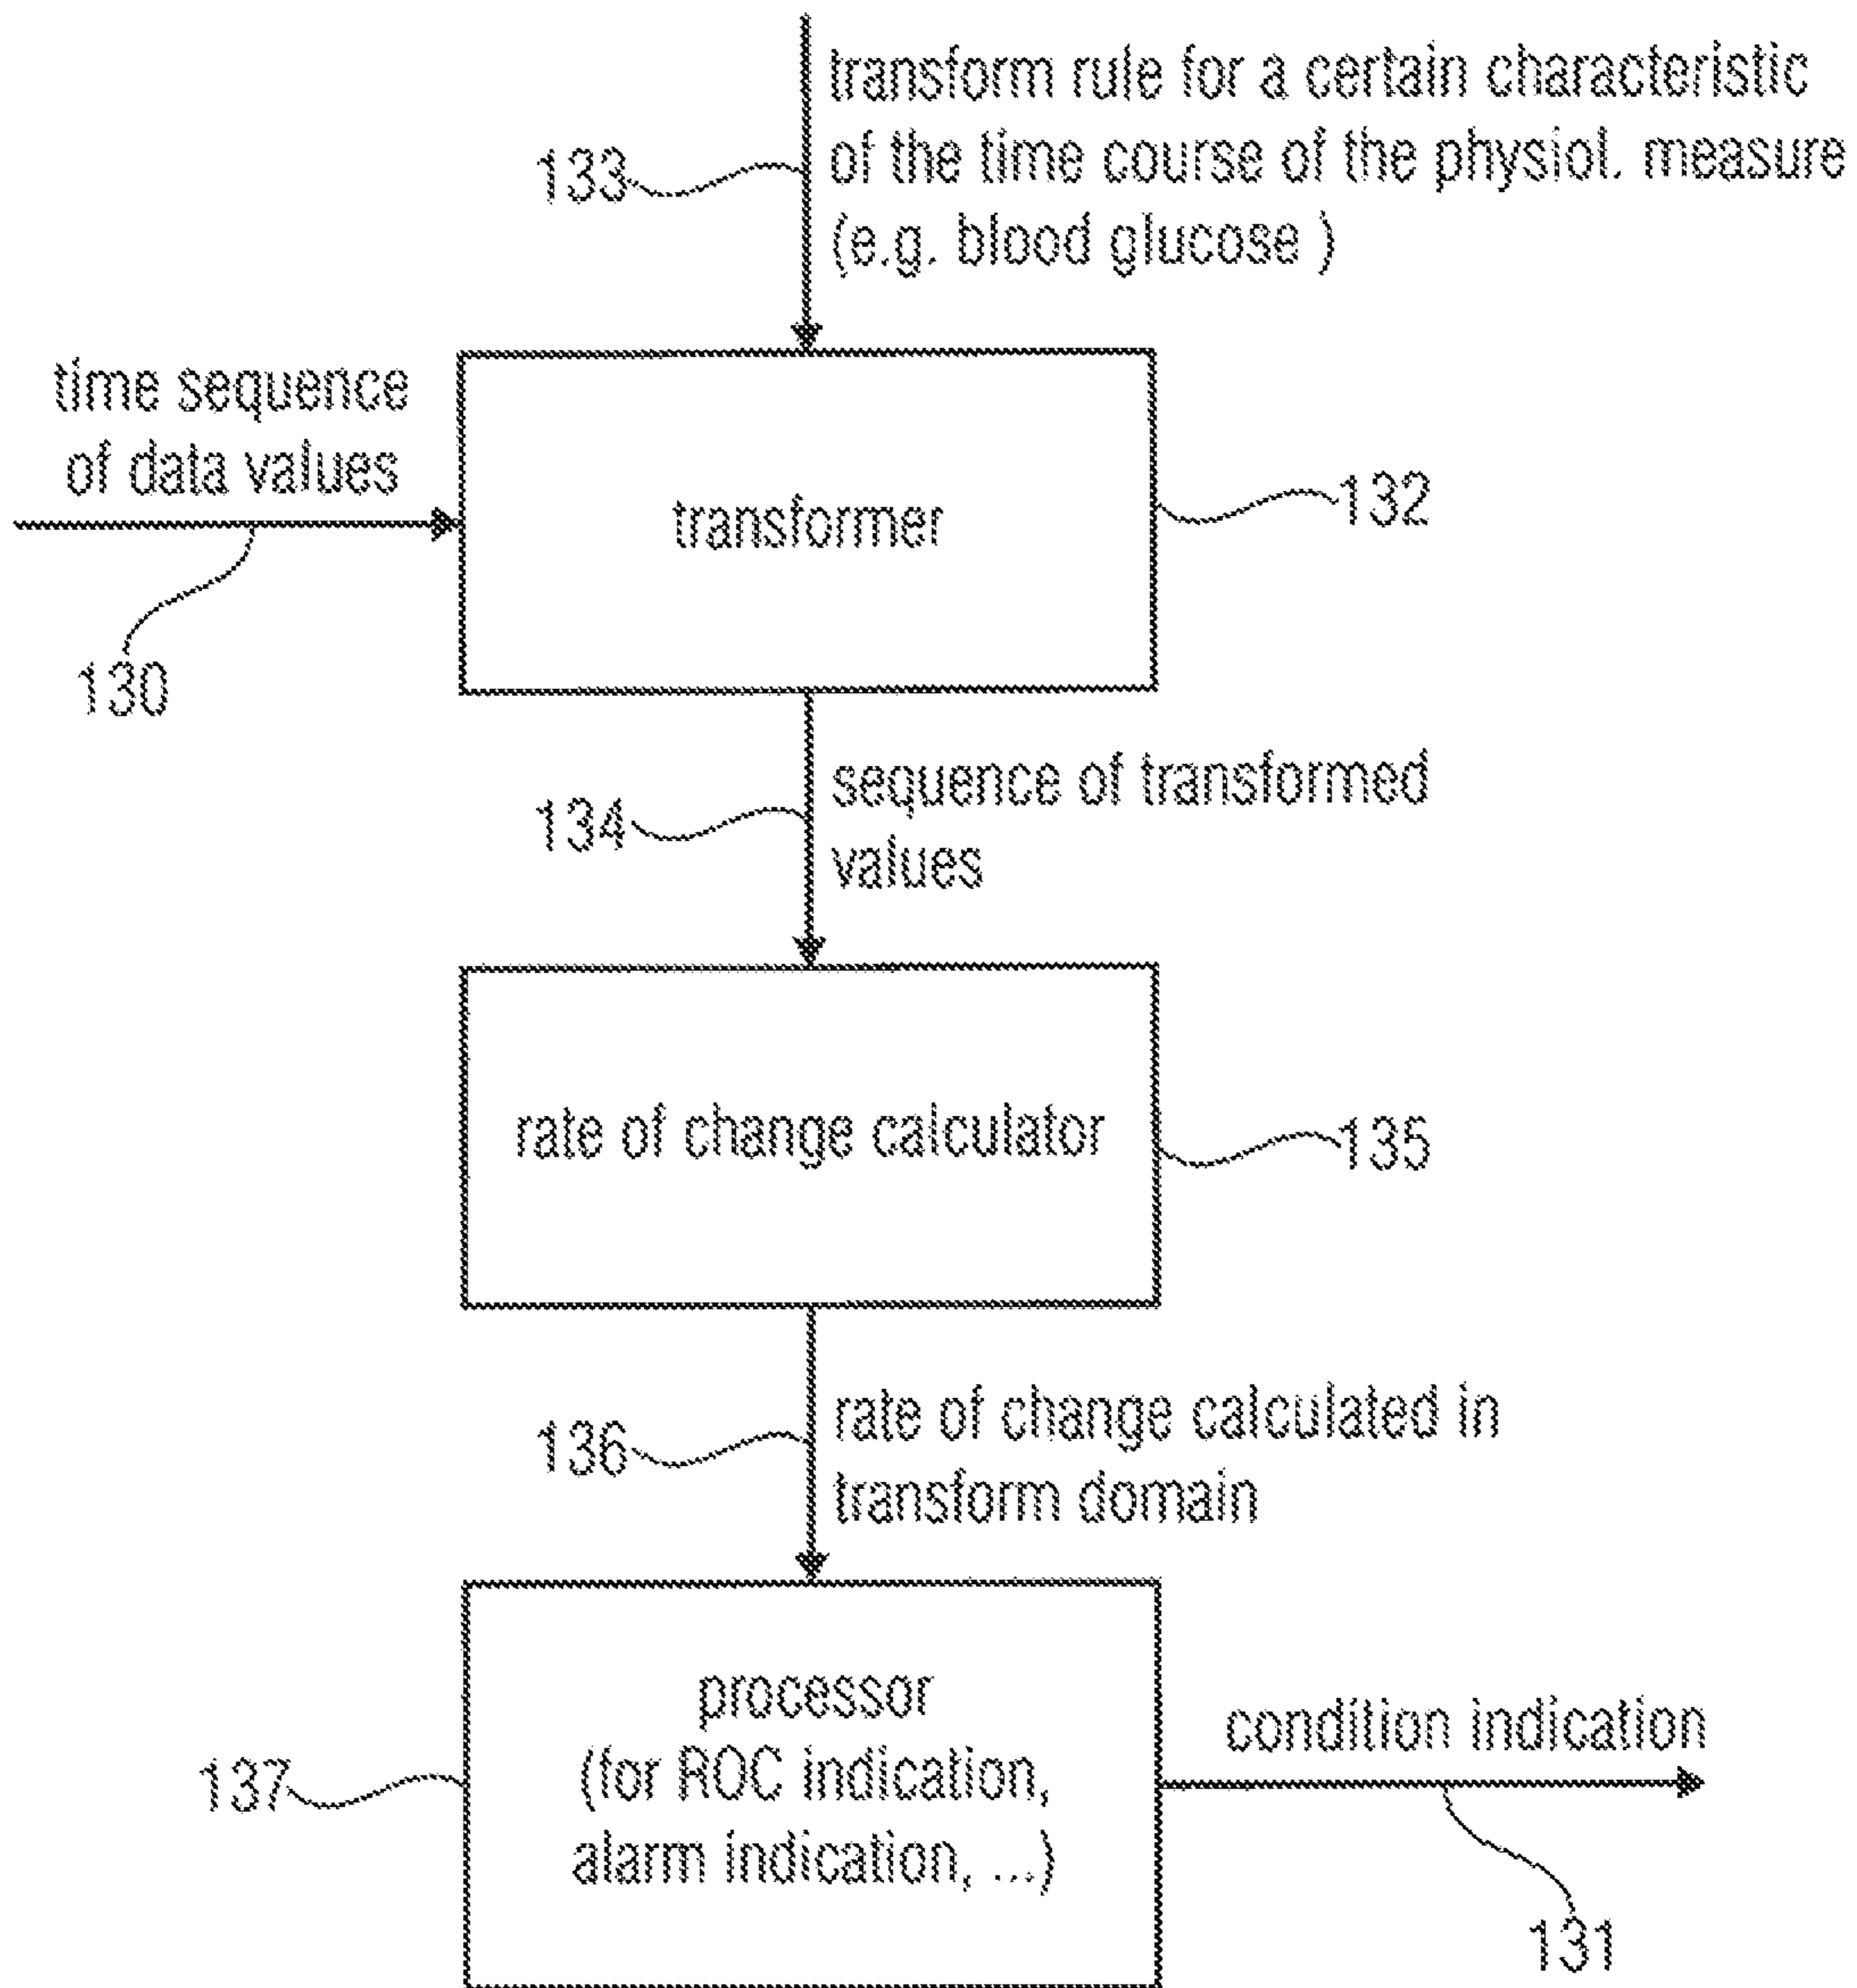 transform rule for a certain characteristic
of the time course of the physiol. measure
(e.g. blood glucose )
133
time sequence
of data values
130
transformer
132
134
sequence of transformed
values
rate of change calculator
135
136
rate of change calculated in
transform domain
processor
(for ROC indication,
alarm indication, ...)
137
condition indication
131